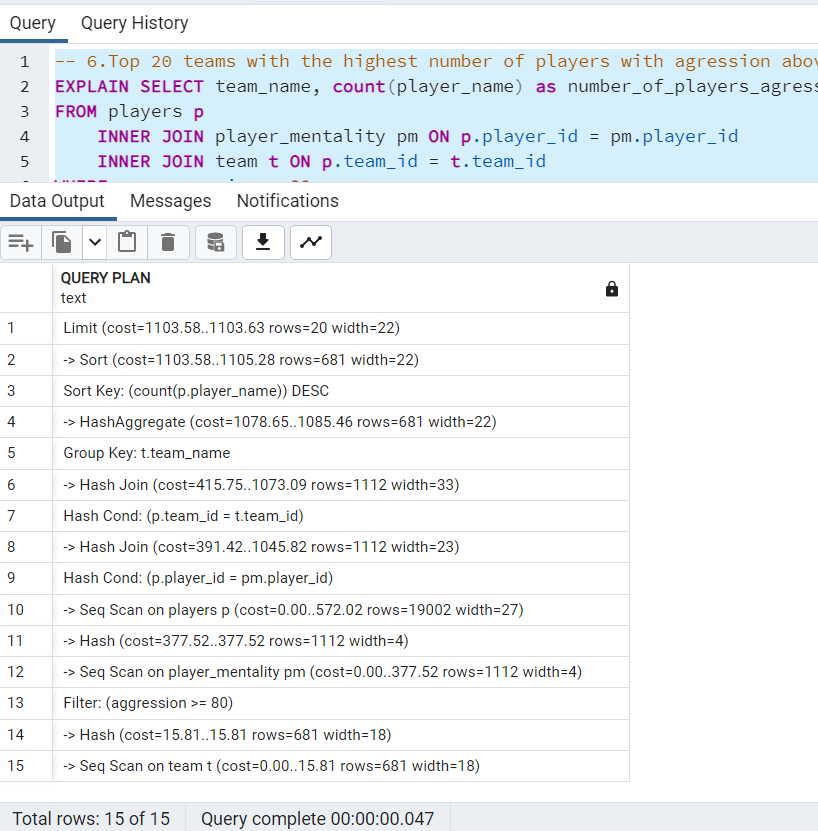 Query Query History
1 -- 6.Top 20 teams with the highest number of players with agression
2 EXPLAIN SELECT team_name, count(player_name) as
3 FROM players p
4 INNER JOIN player_mentality pm ON p.player_id = pm.player_id
5 INNER JOIN team t ON p.team_id = t.team_id
Data Output Messages Notifications
QUERY PLAN
text
1 Limit (cost=1103.58..1103.63 rows=20 width=22)
2 -> Sort (cost=1103.58..1105.28 rows=681 width=22)
3 Sort Key: (count(p.player_name)) DESC
4 -> HashAggregate (cost=1078.65..1085.46 rows=681 width=22)
5 Group Key: t.team_name
6 -> Hash Join (cost=415.75..1073.09 rows=1112 width=33)
7 Hash Cond: (p.team_id = t.team_id)
8 -> Hash Join (cost=391.42..1045.82 rows=1112 width=23)
9 Hash Cond: (p.player_id = pm.player_id)
10 -> Seq Scan on players p (cost=0.00..572.02 rows=19002 width=27)
11 -> Hash (cost=377.52..377.52 rows=1112 width=4)
12 -> Seq Scan on player_mentality pm (cost=0.00..377.52 rows=1112 width=4)
13 Filter: (aggression >= 80)
14 -> Hash (cost=15.81..15.81 rows=681 width=18)
15 -> Seq Scan on team t (cost=0.00..15.81 rows=681 width=18)
Total rows: 15 of 15 Query complete 00:00:00.047